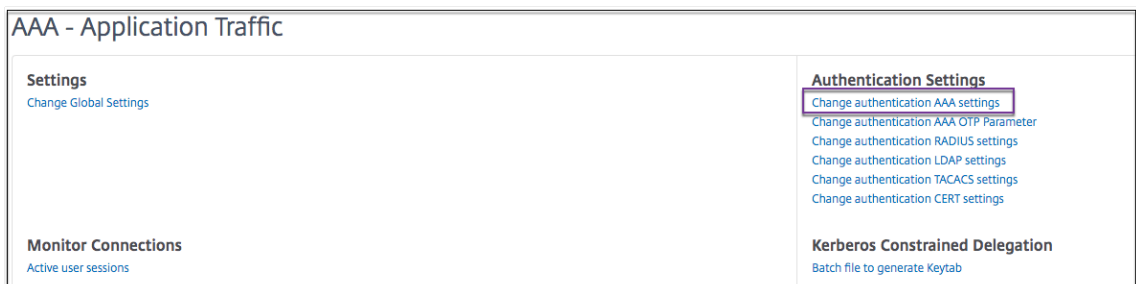 AAA - Application Traffic
Settings
Change Global Settings
Authentication Settings
Change authentication AAA settings
Change authentication AAA OTP Parameter
Change authentication RADIUS settings
Change authentication LDAP settings
Change authentication TACACS settings
Change authentication CERT settings
Monitor Connections
Active user sessions
Kerberos Constrained Delegation
Batch file to generate Keytab